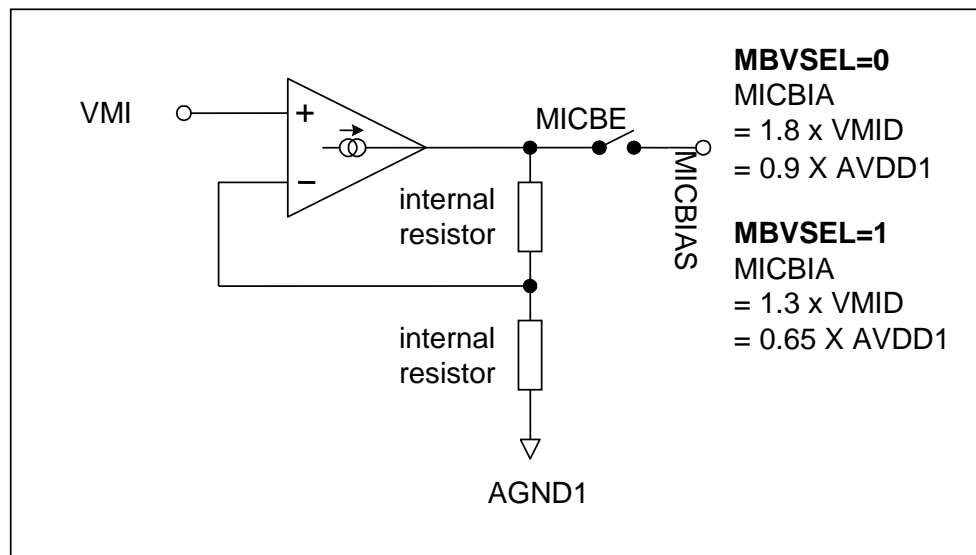 VMI
+
−
MICBE
MICBIAS
internal
resistor
internal
resistor
AGND1
MBVSEL=0
MICBIA
= 1.8 x VMID
= 0.9 X AVDD1
MBVSEL=1
MICBIA
= 1.3 x VMID
= 0.65 X AVDD1